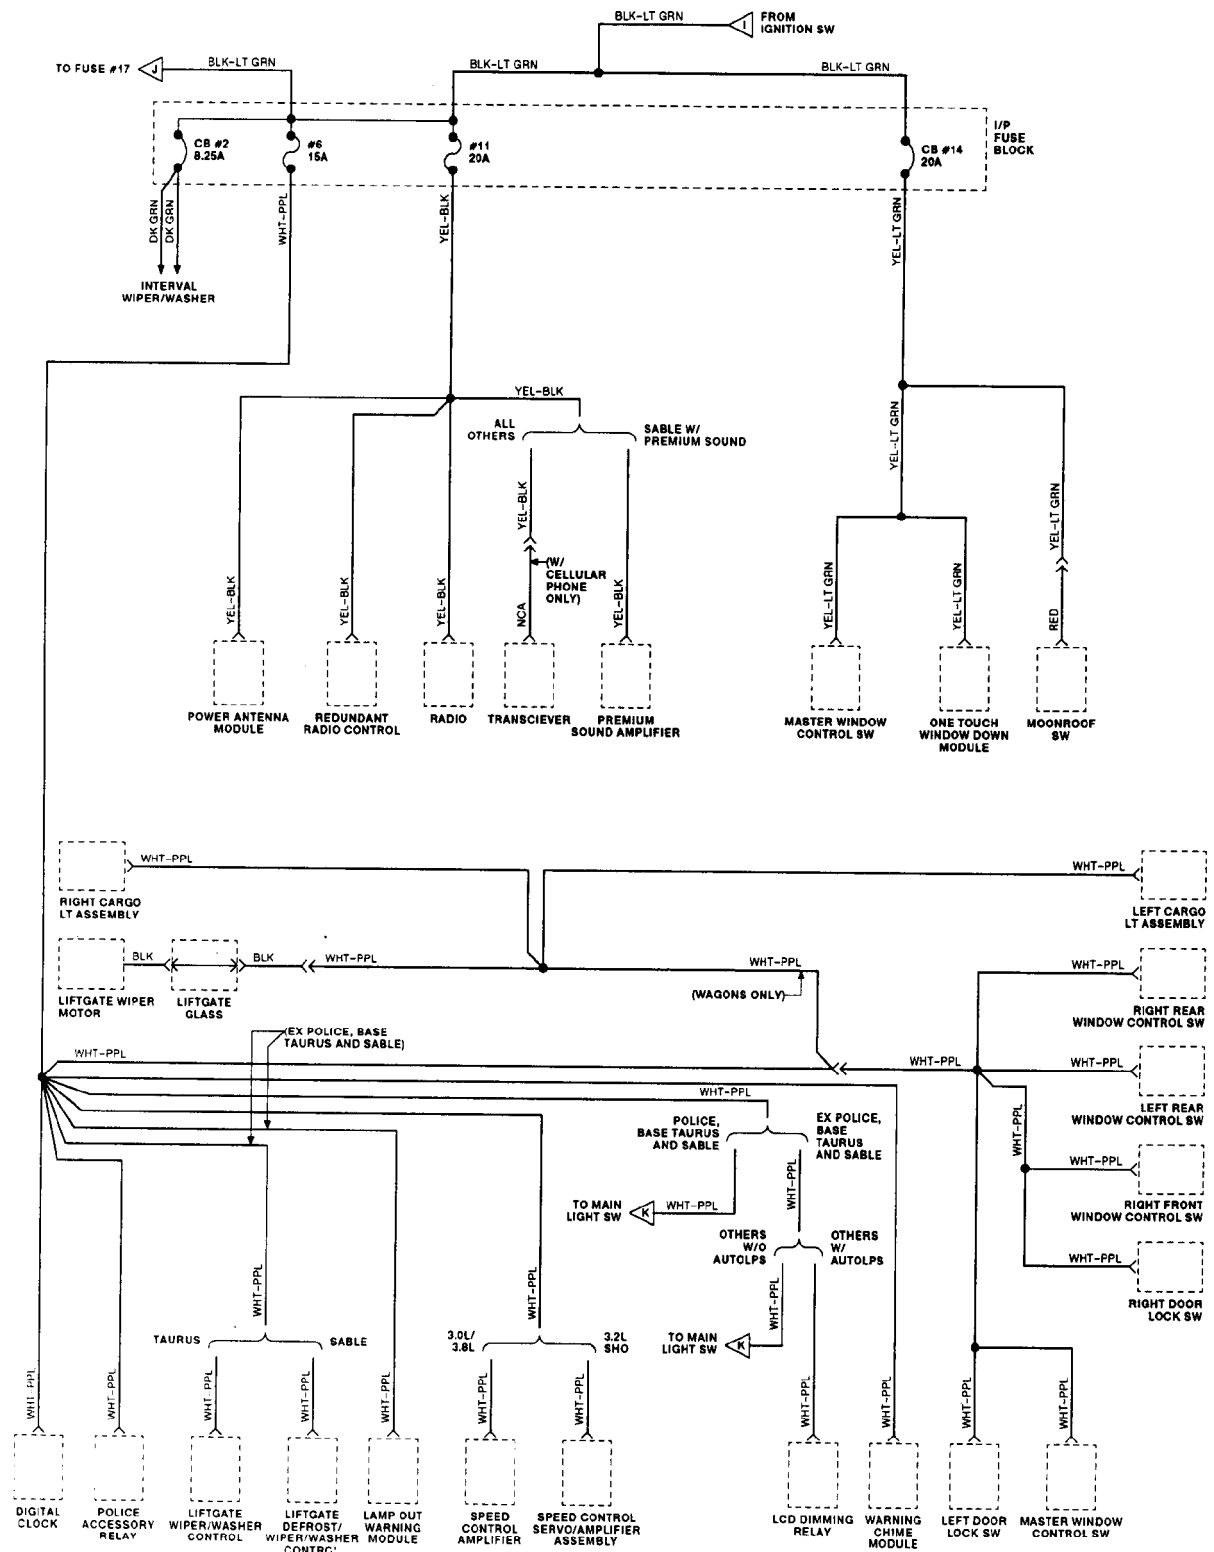 BLK-LT GRN
FROM
IGNITION SW
I
TO FUSE #17
J
BLK-LT GRN
BLK-LT GRN
BLK-LT GRN
CB #2
8.25A
#6
15A
#11
20A
CB #14
20A
I/P
FUSE
BLOCK
DK GRN
DK GRN
WHT-PPL
YEL-BLK
YEL-LT GRN
INTERVAL
WIPER/WASHER
YEL-BLK
ALL
OTHERS
SABLE W/
PREMIUM SOUND
YEL-LT GRN
YEL-BLK
YEL-LT GRN
(W/
CELLULAR
PHONE
ONLY)
YEL-BLK
YEL-BLK
YEL-BLK
NCA
YEL-BLK
YEL-LT GRN
YEL-LT GRN
RED
POWER ANTENNA
MODULE
REDUNDANT
RADIO CONTROL
RADIO
TRANSCIEVER
PREMIUM
SOUND AMPLIFIER
MASTER WINDOW
CONTROL SW
ONE TOUCH
WINDOW DOWN
MODULE
MOONROOF
SW
WHT-PPL
WHT-PPL
RIGHT CARGO
LT ASSEMBLY
LEFT CARGO
LT ASSEMBLY
BLK
BLK
WHT-PPL
WHT-PPL
WHT-PPL
(WAGONS ONLY)
LIFTGATE WIPER
MOTOR
LIFTGATE
GLASS
RIGHT REAR
WINDOW CONTROL SW
(EX POLICE, BASE
TAURUS AND SABLE)
WHT-PPL
WHT-PPL
WHT-PPL
WHT-PPL
LEFT REAR
WINDOW CONTROL SW
POLICE,
BASE TAURUS
AND SABLE
EX POLICE,
BASE
TAURUS
AND SABLE
WHT-PPL
WHT-PPL
WHT-PPL
RIGHT FRONT
WINDOW CONTROL SW
TO MAIN
LIGHT SW
K
WHT-PPL
OTHERS
W/O
AUTOLPS
OTHERS
W/
AUTOLPS
WHT-PPL
RIGHT DOOR
LOCK SW
WHT-PPL
WHT-PPL
WHT-PPL
TAURUS
SABLE
3.0L/
3.8L
3.2L
SHO
TO MAIN
LIGHT SW
K
WHT-PPL
WHT-PPL
WHT-PPL
WHT-PPL
WHT-PPL
WHT-PPL
WHT-PPL
WHT-PPL
WHT-PPL
WHT-PPL
WHT-PPL
DIGITAL
CLOCK
POLICE
ACCESSORY
RELAY
LIFTGATE
WIPER/WASHER
CONTROL
LIFTGATE
DEFROST/
WIPER/WASHER
LAMP OUT
WARNING
MODULE
SPEED
CONTROL
AMPLIFIER
SPEED CONTROL
SERVO/AMPLIFIER
ASSEMBLY
LCD DIMMING
RELAY
WARNING
CHIME
MODULE
LEFT DOOR
LOCK SW
MASTER WINDOW
CONTROL SW